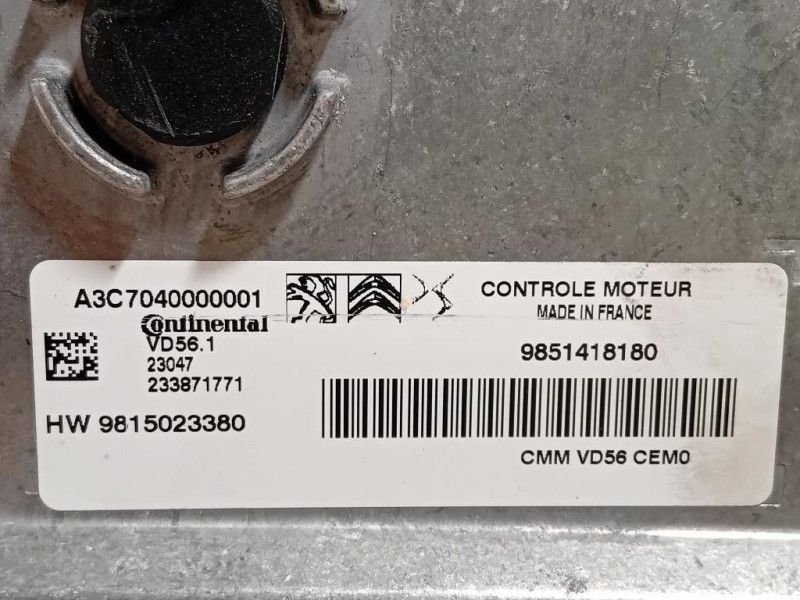 A3C7040000001
Continental
VD56.1
23047
233871771
HW 9815023380
CONTROLE MOTEUR
MADE IN FRANCE
9851418180
CMM VD56 CEM0